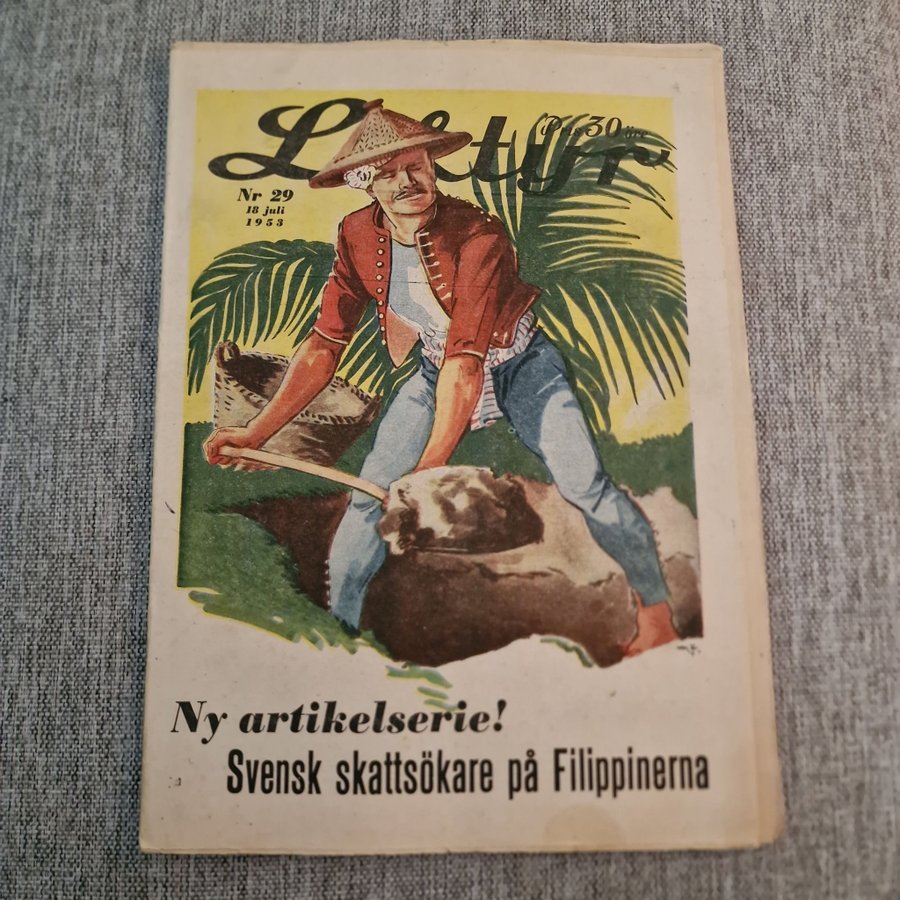 Lektyr
Pris 30 öre
Nr 29
18 juli
1953
Ny artikelserie!
Svensk skattsökare på Filippinerna